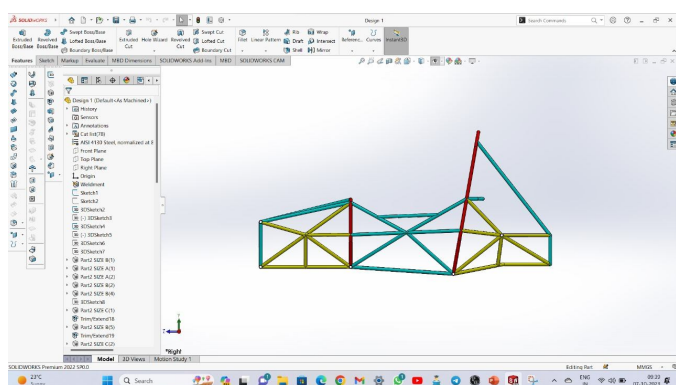 SOLIDWORKS
Design 1
Search Commands
Extruded Boss/Base
Revolved Boss/Base
Swept Boss/Base
Lofted Boss/Base
Boundary Boss/Base
Extruded Cut
Hole Wizard
Revolved Cut
Swept Cut
Lofted Cut
Boundary Cut
Fillet
Linear Pattern
Rib
Draft
Shell
Wrap
Intersect
Mirror
Referenc...
Curves
Instant3D
Features Sketch Markup Evaluate MBD Dimensions SOLIDWORKS Add-Ins MBD SOLIDWORKS CAM
Design 1 (Default<As Machined>)
History
Sensors
Annotations
Cut list(78)
AISI 4130 Steel, normalized at 8
Front Plane
Top Plane
Right Plane
Origin
Weldment
Sketch1
Sketch2
3DSketch2
(-) 3DSketch3
3DSketch4
(-) 3DSketch5
3DSketch6
3DSketch7
Part2 SIZE B(1)
Part2 SIZE A(3)
Part2 SIZE A(2)
Part2 SIZE B(2)
3DSketch8
Part2 SIZE C(1)
Trim/Extend18
Part2 SIZE B(5)
Trim/Extend19
Part2 SIZE C(2)
Y
Z
*Right
Model 3D Views Motion Study 1
SOLIDWORKS Premium 2022 SP0.0
Editing Part
MMGS
23°C
Sunny
Search
ENG
IN
09:20